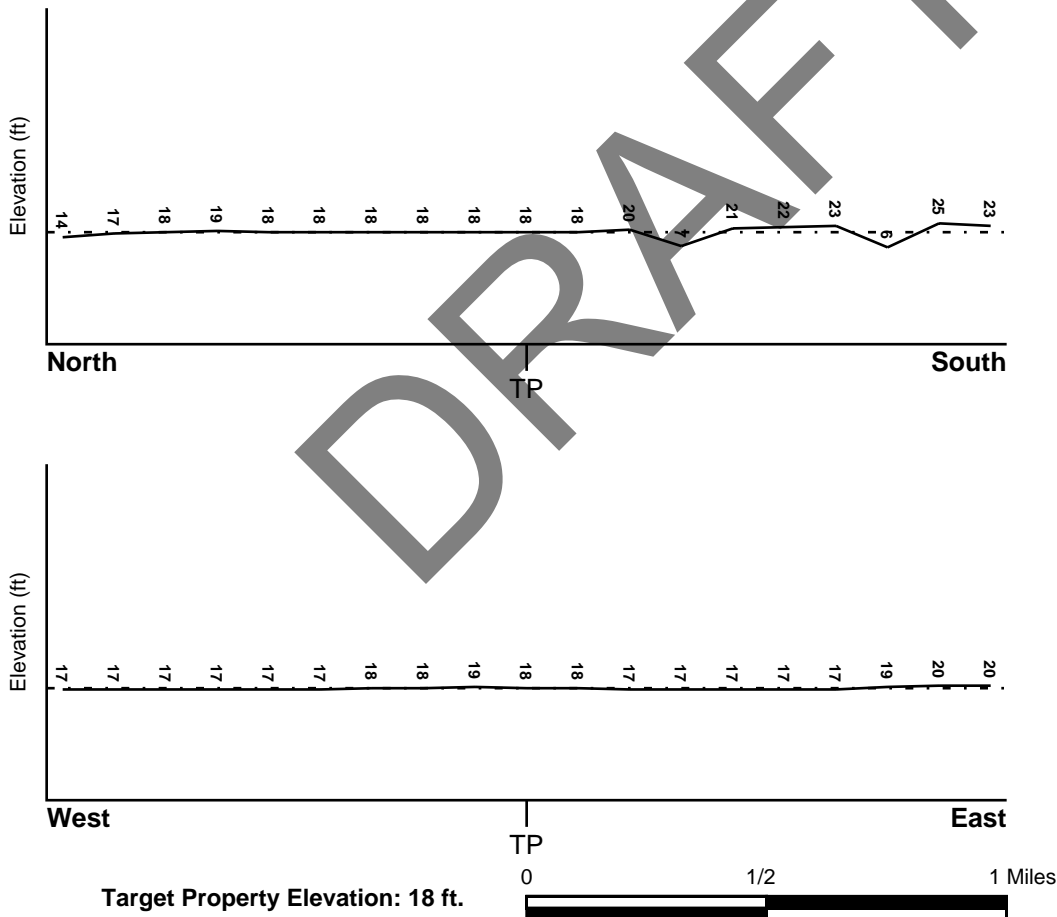 Elevation (ft)
14 17 18 19 18 18 18 18 18 18 18 20 4 21 22 23 6 25 23
North South
TP
Elevation (ft)
17 17 17 17 17 17 18 18 19 18 18 17 17 17 17 17 19 20 20
West East
TP
Target Property Elevation: 18 ft.
0 1/2 1 Miles
DRAFT